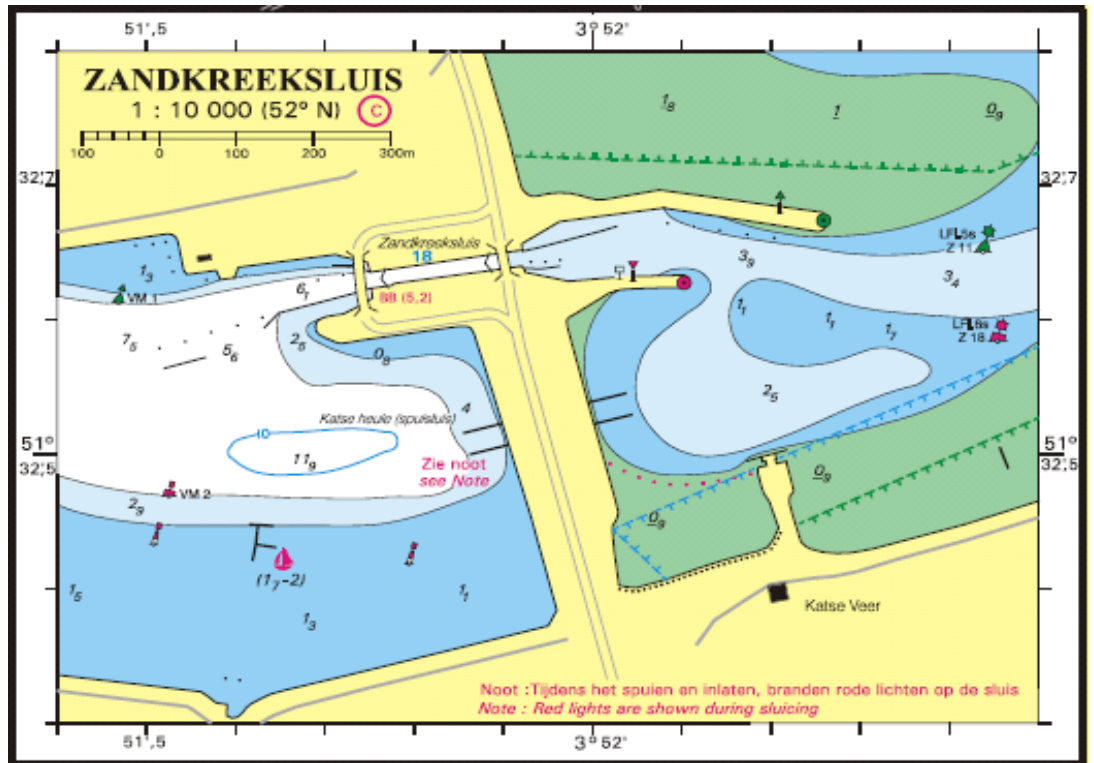 51',5 3°52'
ZANDKREEKSLUIS
1 : 10 000 (52° N) C
100 0 100 200 300m
1₈ 1 0₉
32',7 32',7
Zandkreeksluis
18
LFl.5s
Z 11
3₉
3₄
1₃
VM 1
6₁
BB (5,2)
1₁ 1₁ 1₇
LFl.8s
Z 18
7₅ 5₆ 2₅
0₈
2₅
4
Katse heule (spuisluis)
10
11₉
51° 51°
32',5 32',5
Zie noot
see Note
0₉
VM 2
2₉
0₉
(1₇-2)
1₅ 1₁
1₃
Katse Veer
Noot :Tijdens het spuien en inlaten, branden rode lichten op de sluis
Note : Red lights are shown during sluicing
51',5 3°52'